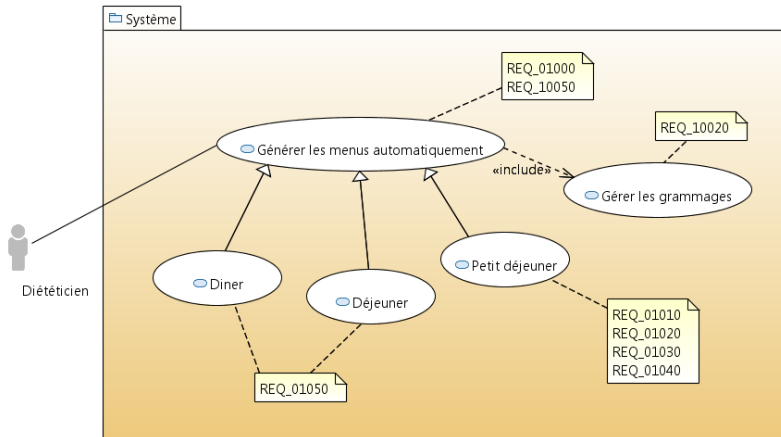 Système
REQ_01000
REQ_10050
REQ_10020
Générer les menus automatiquement
«include»
Gérer les grammages
Diététicien
Diner
Déjeuner
Petit déjeuner
REQ_01010
REQ_01020
REQ_01030
REQ_01040
REQ_01050